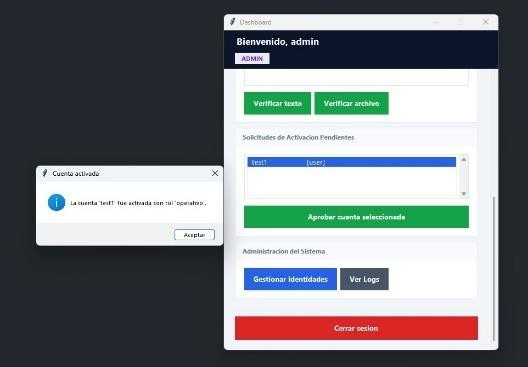 Dashboard
Bienvenido, admin
ADMIN
Verificar texto
Verificar archivo
Solicitudes de Activacion Pendientes
test1 [user]
Aprobar cuenta seleccionada
Administracion del Sistema
Gestionar Identidades
Ver Logs
Cerrar sesion
Cuenta activada
La cuenta 'test1' fue activada con rol 'operativo'.
Aceptar